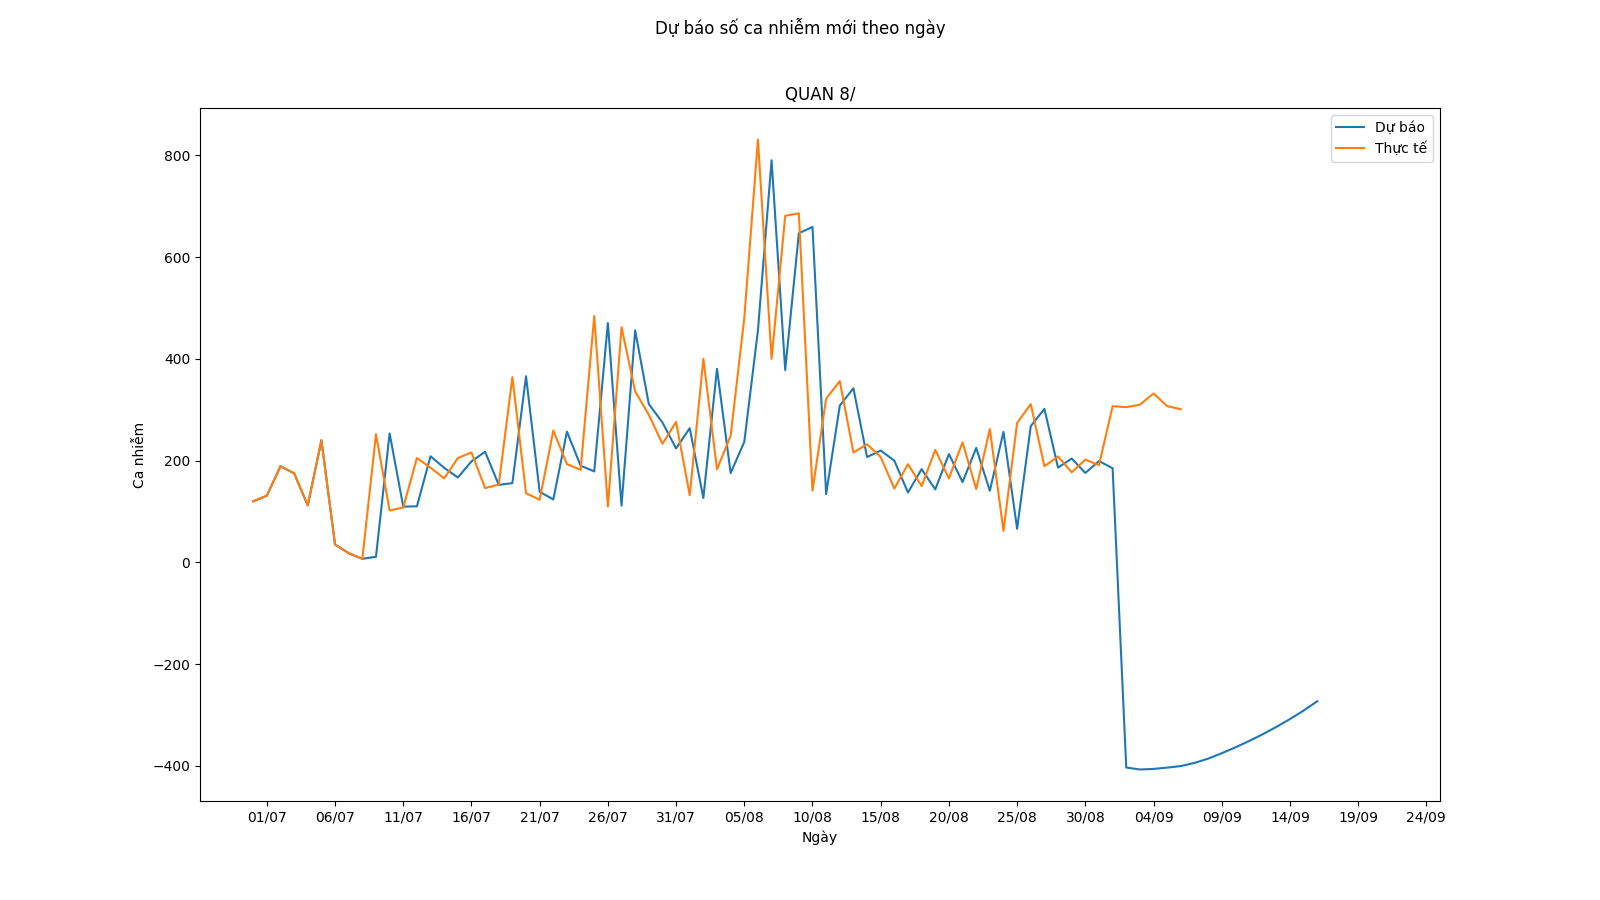 Dự báo số ca nhiễm mới theo ngày
QUAN 8/
Dự báo
Thực tế
800
600
400
200
0
−200
−400
Ca nhiễm
01/07 06/07 11/07 16/07 21/07 26/07 31/07 05/08 10/08 15/08 20/08 25/08 30/08 04/09 09/09 14/09 19/09 24/09
Ngày